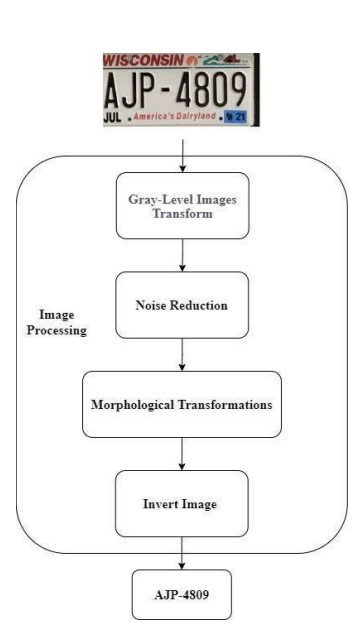 WISCONSIN
AJP-4809
JUL America's Dairyland 21
Gray-Level Images
Transform
Noise Reduction
Image
Processing
Morphological Transformations
Invert Image
AJP-4809